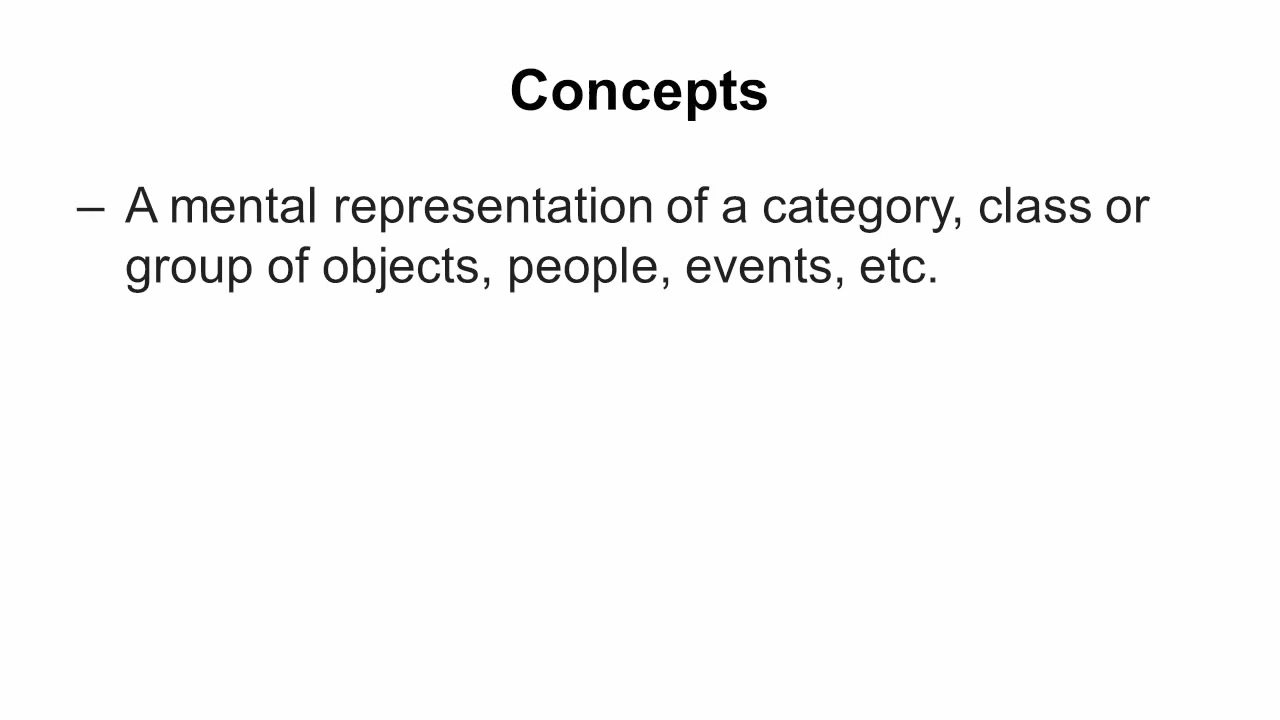 Concepts
– A mental representation of a category, class or
group of objects, people, events, etc.